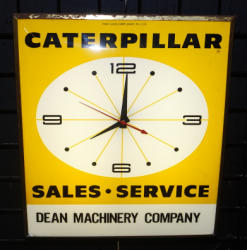 CATERPILLAR
12
9 3
6
SALES • SERVICE
DEAN MACHINERY COMPANY